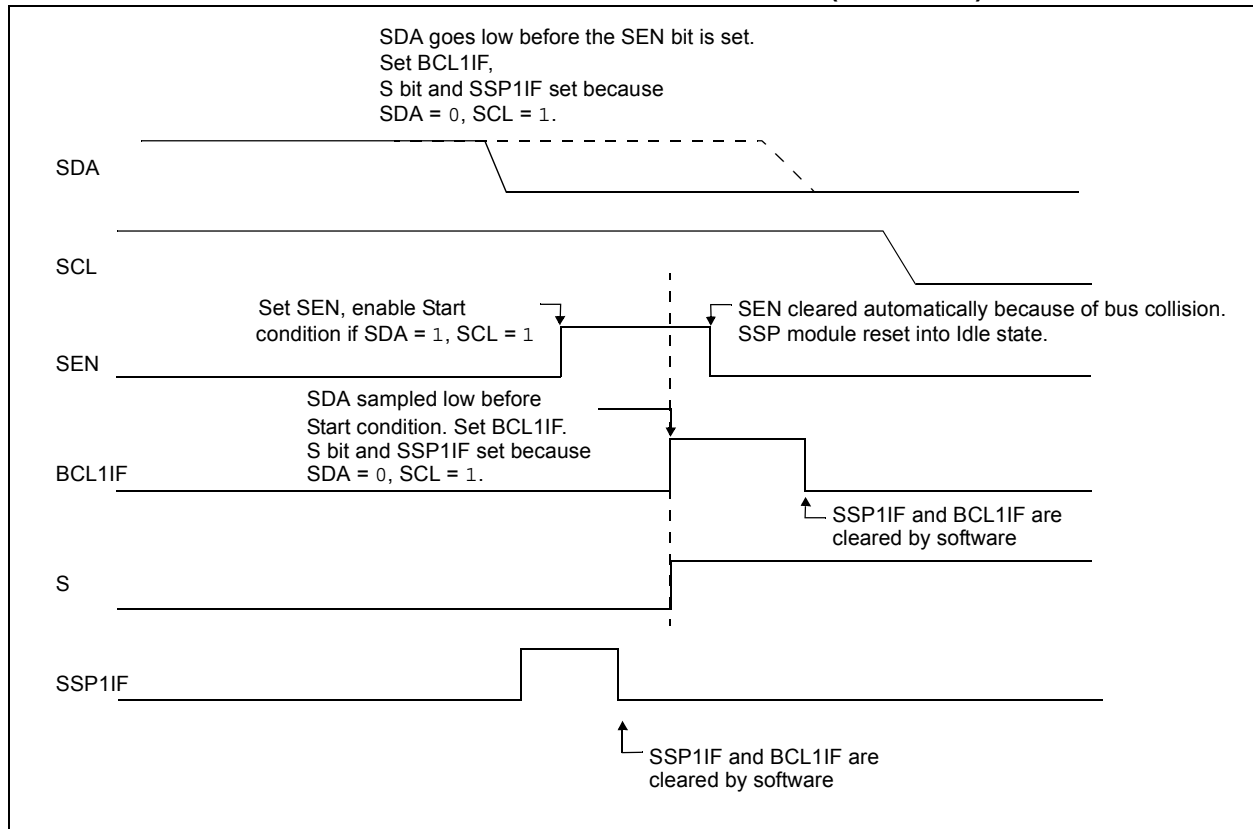 SDA goes low before the SEN bit is set.
Set BCL1IF,
S bit and SSP1IF set because
SDA = 0, SCL = 1.
SDA
SCL
Set SEN, enable Start
condition if SDA = 1, SCL = 1
SEN cleared automatically because of bus collision.
SSP module reset into Idle state.
SEN
SDA sampled low before
Start condition. Set BCL1IF.
S bit and SSP1IF set because
SDA = 0, SCL = 1.
BCL1IF
SSP1IF and BCL1IF are
cleared by software
S
SSP1IF
SSP1IF and BCL1IF are
cleared by software